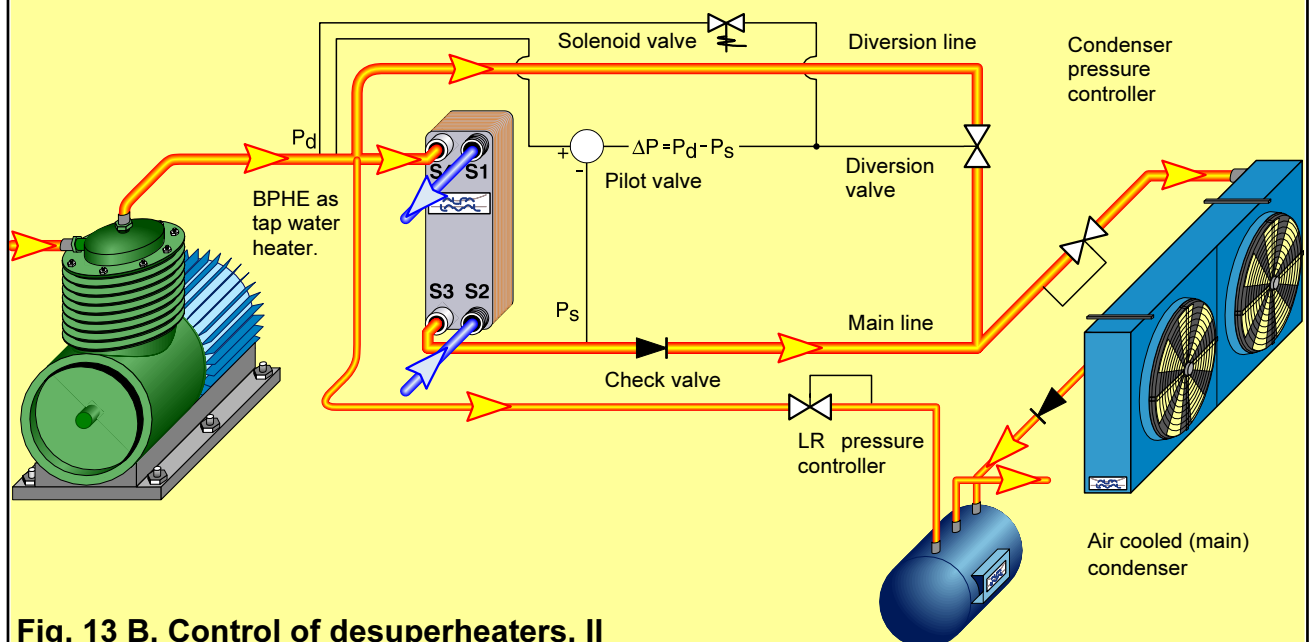 Solenoid valve
Diversion line
Condenser
pressure
controller
Pd
+
-
ΔP =Pd -Ps
Pilot valve
Diversion
valve
S1
BPHE as
tap water
heater.
S3 S2
Ps
Main line
Check valve
LR pressure
controller
Air cooled (main)
condenser
Fig. 13 B. Control of desuperheaters. II